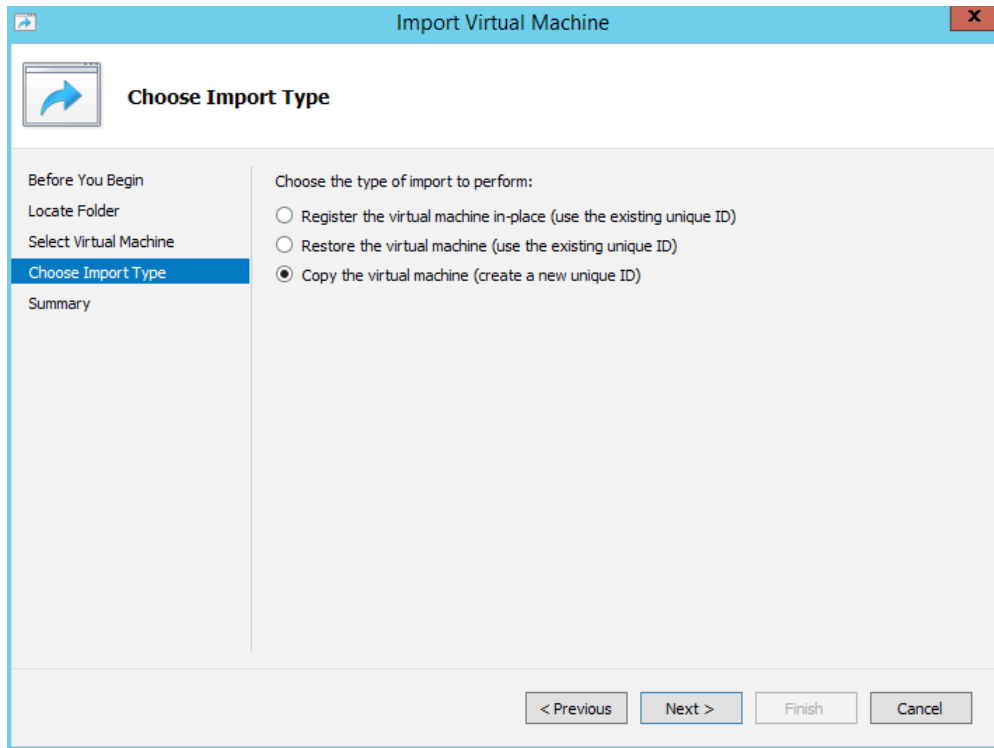 Import Virtual Machine
x
Choose Import Type
Before You Begin
Locate Folder
Select Virtual Machine
Choose Import Type
Summary
Choose the type of import to perform:
Register the virtual machine in-place (use the existing unique ID)
Restore the virtual machine (use the existing unique ID)
Copy the virtual machine (create a new unique ID)
< Previous
Next >
Finish
Cancel